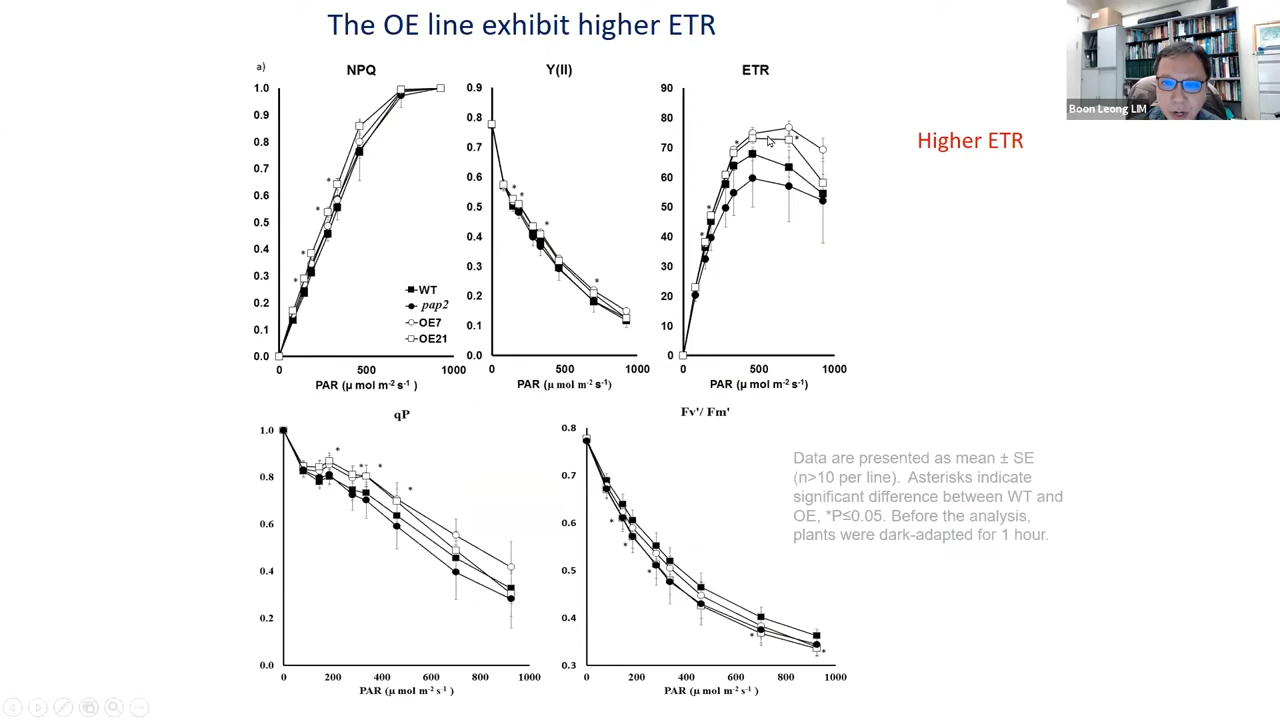 The OE line exhibit higher ETR
Boon Leong LIM
Higher ETR
a)
NPQ
1.0
0.9
0.8
0.7
0.6
0.5
0.4
0.3
0.2
0.1
0.0
* * * *
WT
pap2
OE7
OE21
0 500 1000
PAR (μ mol m-2 s-1 )
Y(II)
0.9
0.8
0.7
0.6
0.5
0.4
0.3
0.2
0.1
0.0
* * * *
0 500 1000
PAR (μ mol m-2 s-1)
ETR
90
80
70
60
50
40
30
20
10
0
* * * *
0 500 1000
PAR (μ mol m-2 s-1)
qP
1.0
0.8
0.6
0.4
0.2
0.0
* * * *
0 200 400 600 800 1000
PAR (μ mol m-2 s-1 )
Fv'/ Fm'
0.8
0.7
0.6
0.5
0.4
0.3
* * * * *
0 200 400 600 800 1000
PAR (μ mol m-2 s-1 )
Data are presented as mean ± SE
(n>10 per line). Asterisks indicate
significant difference between WT and
OE, *P≤0.05. Before the analysis,
plants were dark-adapted for 1 hour.